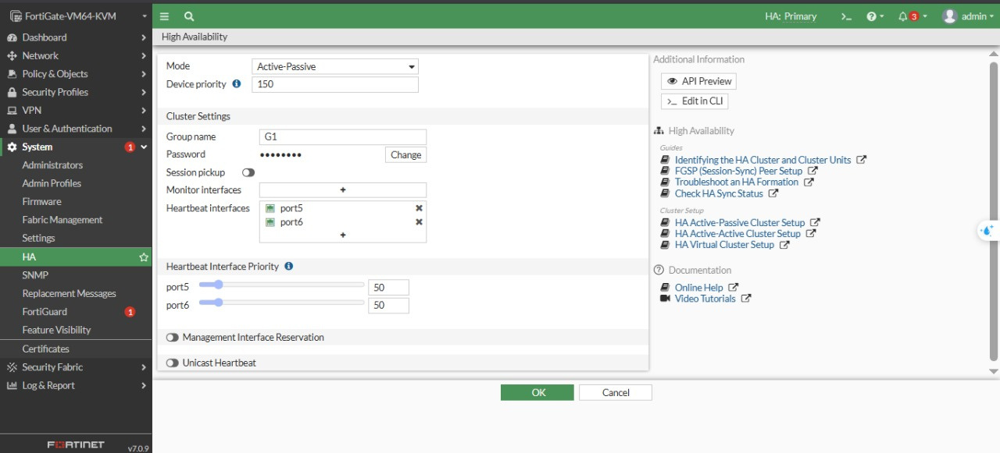 FortiGate-VM64-KVM
HA: Primary
3
admin
Dashboard
Network
Policy & Objects
Security Profiles
VPN
User & Authentication
System 1
Administrators
Admin Profiles
Firmware
Fabric Management
Settings
HA
SNMP
Replacement Messages
FortiGuard 1
Feature Visibility
Certificates
Security Fabric
Log & Report
FORTINET
v7.0.9
High Availability
Mode Active-Passive
Device priority 150
Cluster Settings
Group name G1
Password •••••••• Change
Session pickup
Monitor interfaces +
Heartbeat interfaces port5
port6
+
Heartbeat Interface Priority
port5 50
port6 50
Management Interface Reservation
Unicast Heartbeat
OK Cancel
Additional Information
API Preview
>_ Edit in CLI
High Availability
Guides
Identifying the HA Cluster and Cluster Units
FGSP (Session-Sync) Peer Setup
Troubleshoot an HA Formation
Check HA Sync Status
Cluster Setup
HA Active-Passive Cluster Setup
HA Active-Active Cluster Setup
HA Virtual Cluster Setup
Documentation
Online Help
Video Tutorials